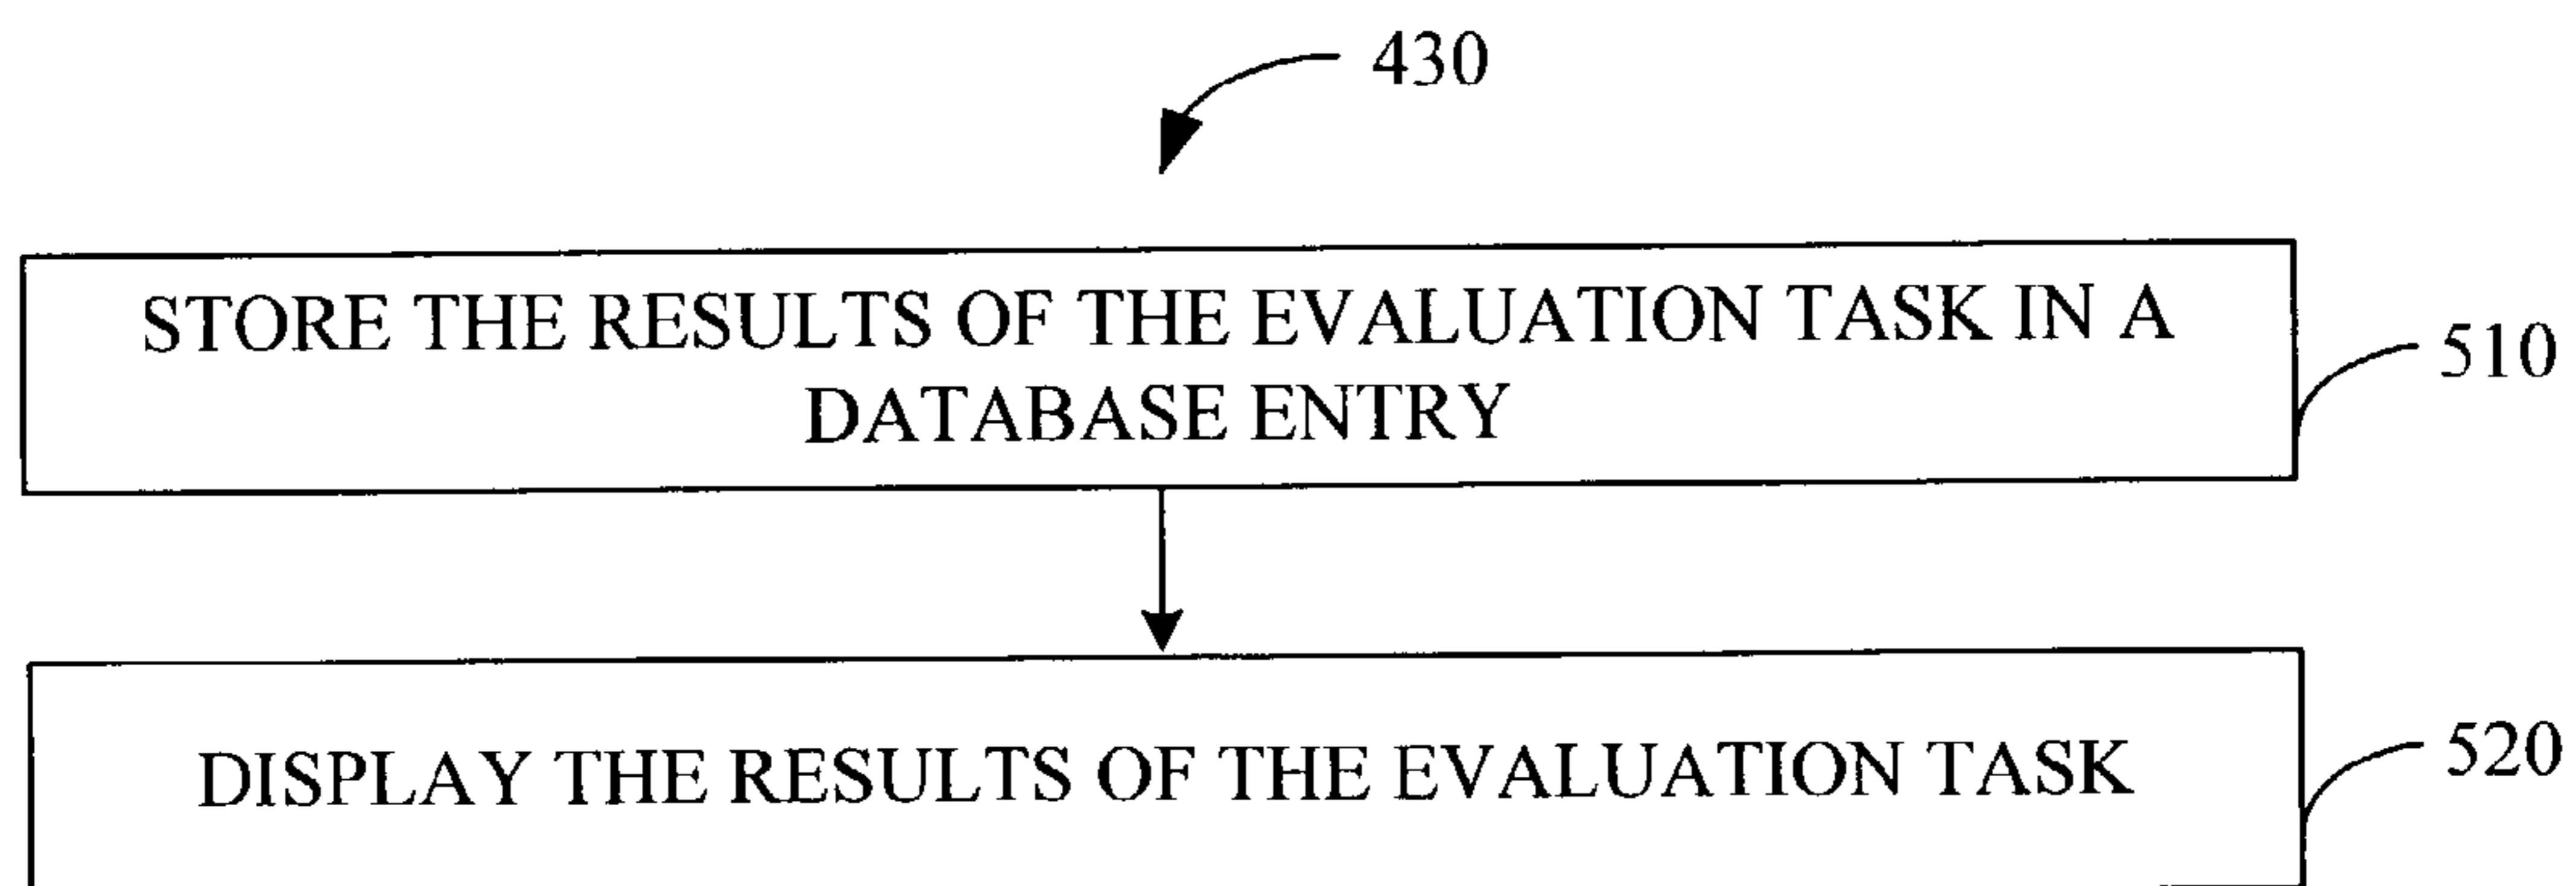 430
STORE THE RESULTS OF THE EVALUATION TASK IN A
DATABASE ENTRY
510
DISPLAY THE RESULTS OF THE EVALUATION TASK
520